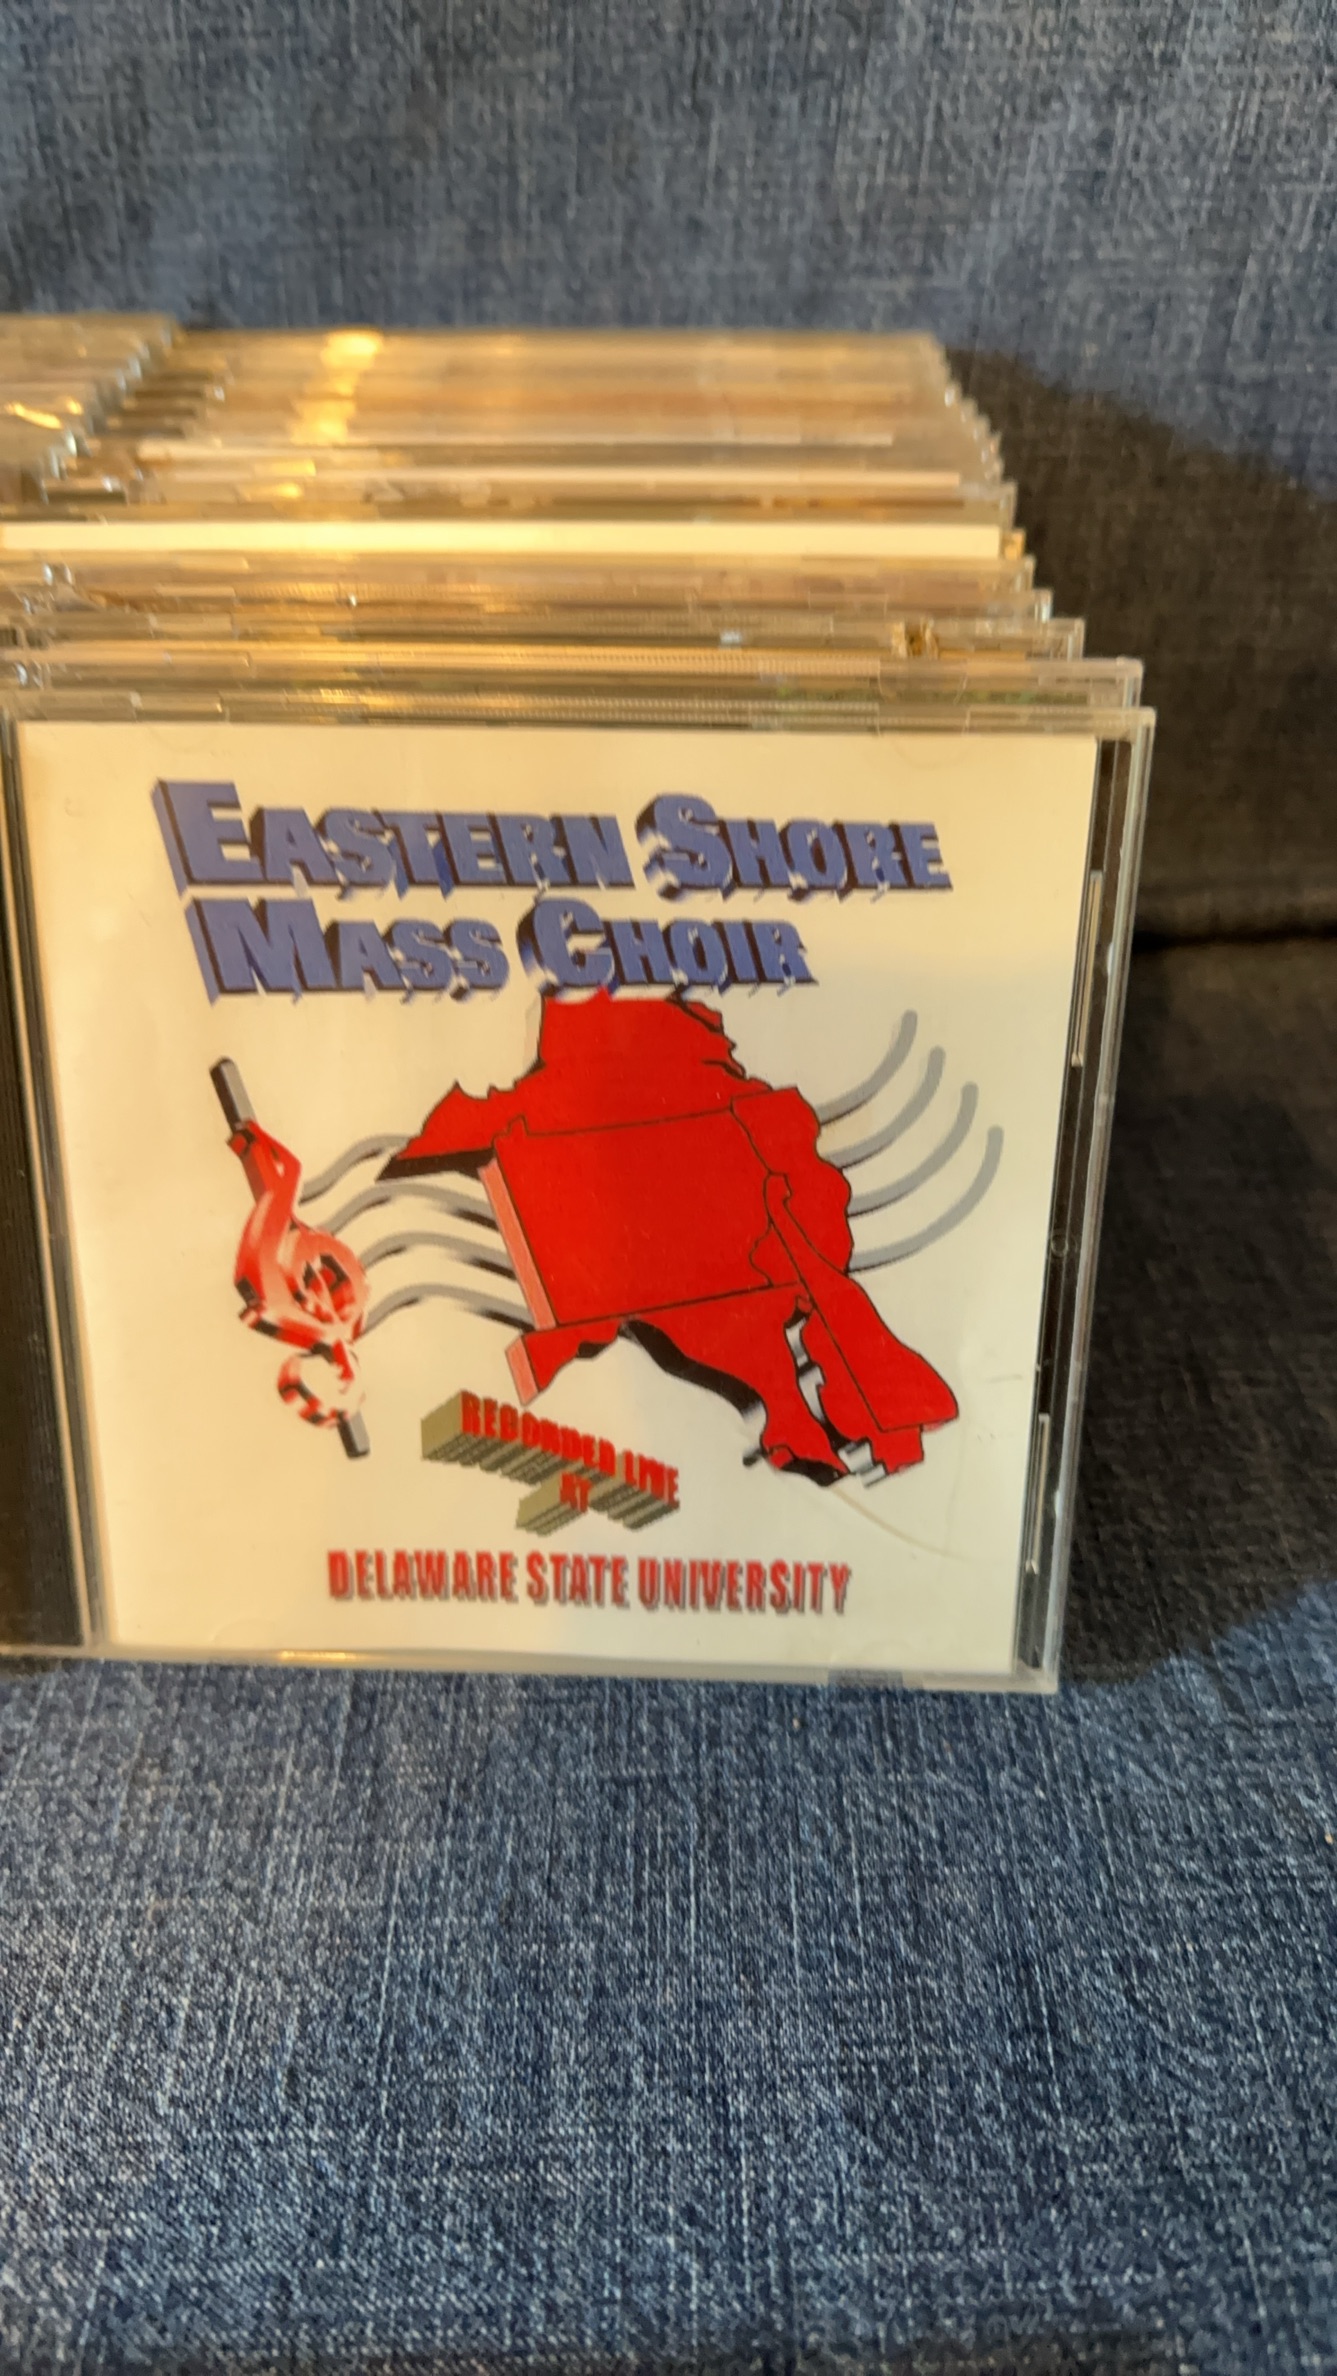 EASTERN SHORE
MASS CHOIR
RECORDED LIVE
AT
DELAWARE STATE UNIVERSITY